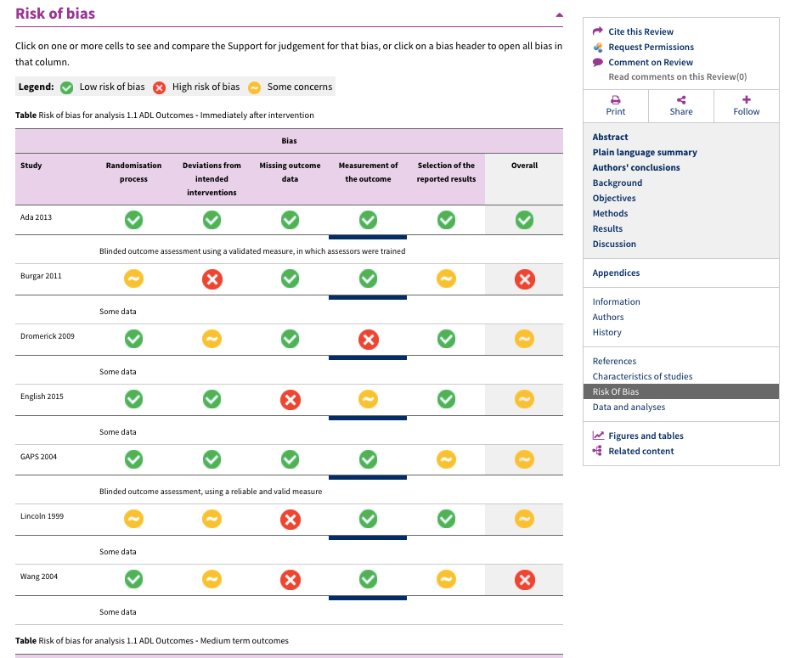 Risk of bias
Click on one or more cells to see and compare the Support for judgement for that bias, or click on a bias header to open all bias in
that column.
Legend: Low risk of bias High risk of bias Some concerns
Table Risk of bias for analysis 1.1 ADL Outcomes - Immediately after intervention
Bias
Study
Randomisation
process
Deviations from
intended
interventions
Missing outcome
data
Measurement of
the outcome
Selection of the
reported results
Overall
Ada 2013
Blinded outcome assessment using a validated measure, in which assessors were trained
Burgar 2011
Some data
Dromerick 2009
Some data
English 2015
Some data
GAPS 2004
Blinded outcome assessment, using a reliable and valid measure
Lincoln 1999
Some data
Wang 2004
Some data
Table Risk of bias for analysis 1.1 ADL Outcomes - Medium term outcomes
Cite this Review
Request Permissions
Comment on Review
Read comments on this Review(0)
Print
Share
Follow
Abstract
Plain language summary
Authors' conclusions
Background
Objectives
Methods
Results
Discussion
Appendices
Information
Authors
History
References
Characteristics of studies
Risk Of Bias
Data and analyses
Figures and tables
Related content